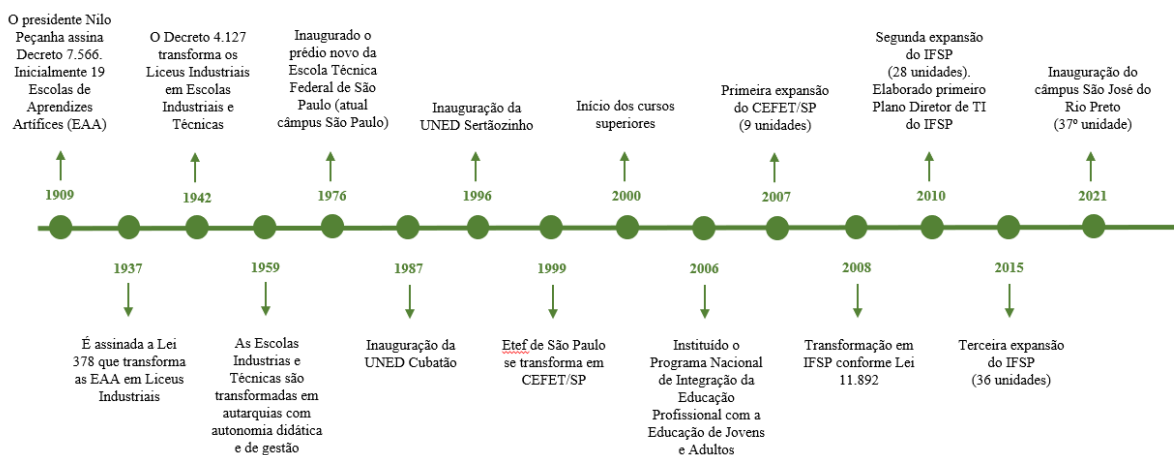 O presidente Nilo
Peçanha assina
Decreto 7.566.
Inicialmente 19
Escolas de
Aprendizes
Artífices (EAA)
1909
1937
É assinada a Lei
378 que transforma
as EAA em Liceus
Industriais
O Decreto 4.127
transforma os
Liceus Industriais
em Escolas
Industriais e
Técnicas
1942
1959
As Escolas
Industrias e
Técnicas são
transformadas em
autarquias com
autonomia didática
e de gestão
Inaugurado o
prédio novo da
Escola Técnica
Federal de São
Paulo (atual
câmpus São Paulo)
1976
1987
Inauguração da
UNED Cubatão
Inauguração da
UNED Sertãozinho
1996
1999
Etef de São Paulo
se transforma em
CEFET/SP
Início dos cursos
superiores
2000
2006
Instituído o
Programa Nacional
de Integração da
Educação
Profissional com a
Educação de Jovens
e Adultos
Primeira expansão
do CEFET/SP
(9 unidades)
2007
2008
Transformação em
IFSP conforme Lei
11.892
Segunda expansão
do IFSP
(28 unidades).
Elaborado primeiro
Plano Diretor de TI
do IFSP
2010
2015
Terceira expansão
do IFSP
(36 unidades)
Inauguração do
câmpus São José do
Rio Preto
(37º unidade)
2021